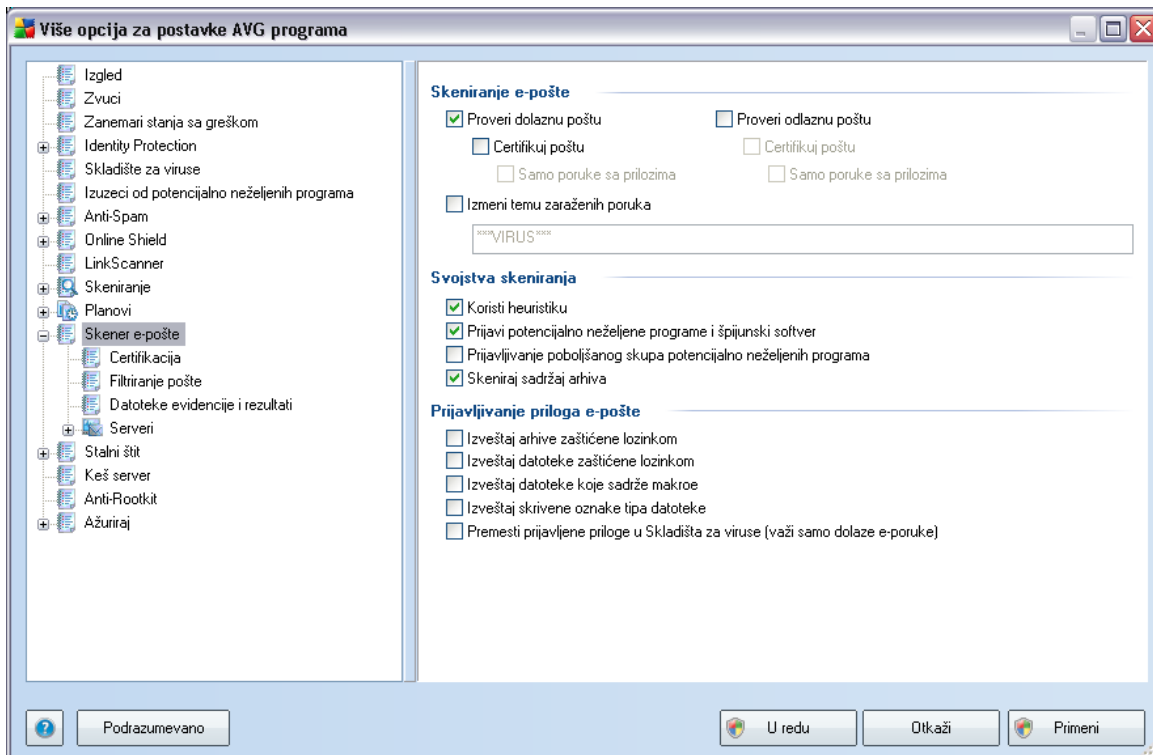 Više opcija za postavke AVG programa
Izgled
Zvuci
Zanemari stanja sa greškom
Identity Protection
Skladište za viruse
Izuzeci od potencijalno neželjenih programa
Anti-Spam
Online Shield
LinkScanner
Skeniranje
Planovi
Skener e-pošte
Certifikacija
Filtriranje pošte
Datoteke evidencije i rezultati
Serveri
Stalni štit
Keš server
Anti-Rootkit
Ažuriraj
Skeniranje e-pošte
Proveri dolaznu poštu Proveri odlaznu poštu
Certifikuj poštu Certifikuj poštu
Samo poruke sa prilozima Samo poruke sa prilozima
Izmeni temu zaraženih poruka
***VIRUS***
Svojstva skeniranja
Koristi heuristiku
Prijavi potencijalno neželjene programe i špijunski softver
Prijavljivanje poboljšanog skupa potencijalno neželjenih programa
Skeniraj sadržaj arhiva
Prijavljivanje priloga e-pošte
Izveštaj arhive zaštićene lozinkom
Izveštaj datoteke zaštićene lozinkom
Izveštaj datoteke koje sadrže makroe
Izveštaj skrivene oznake tipa datoteke
Premesti prijavljene priloge u Skladišta za viruse (važi samo dolaze e-poruke)
? Podrazumevano U redu Otkaži Primeni